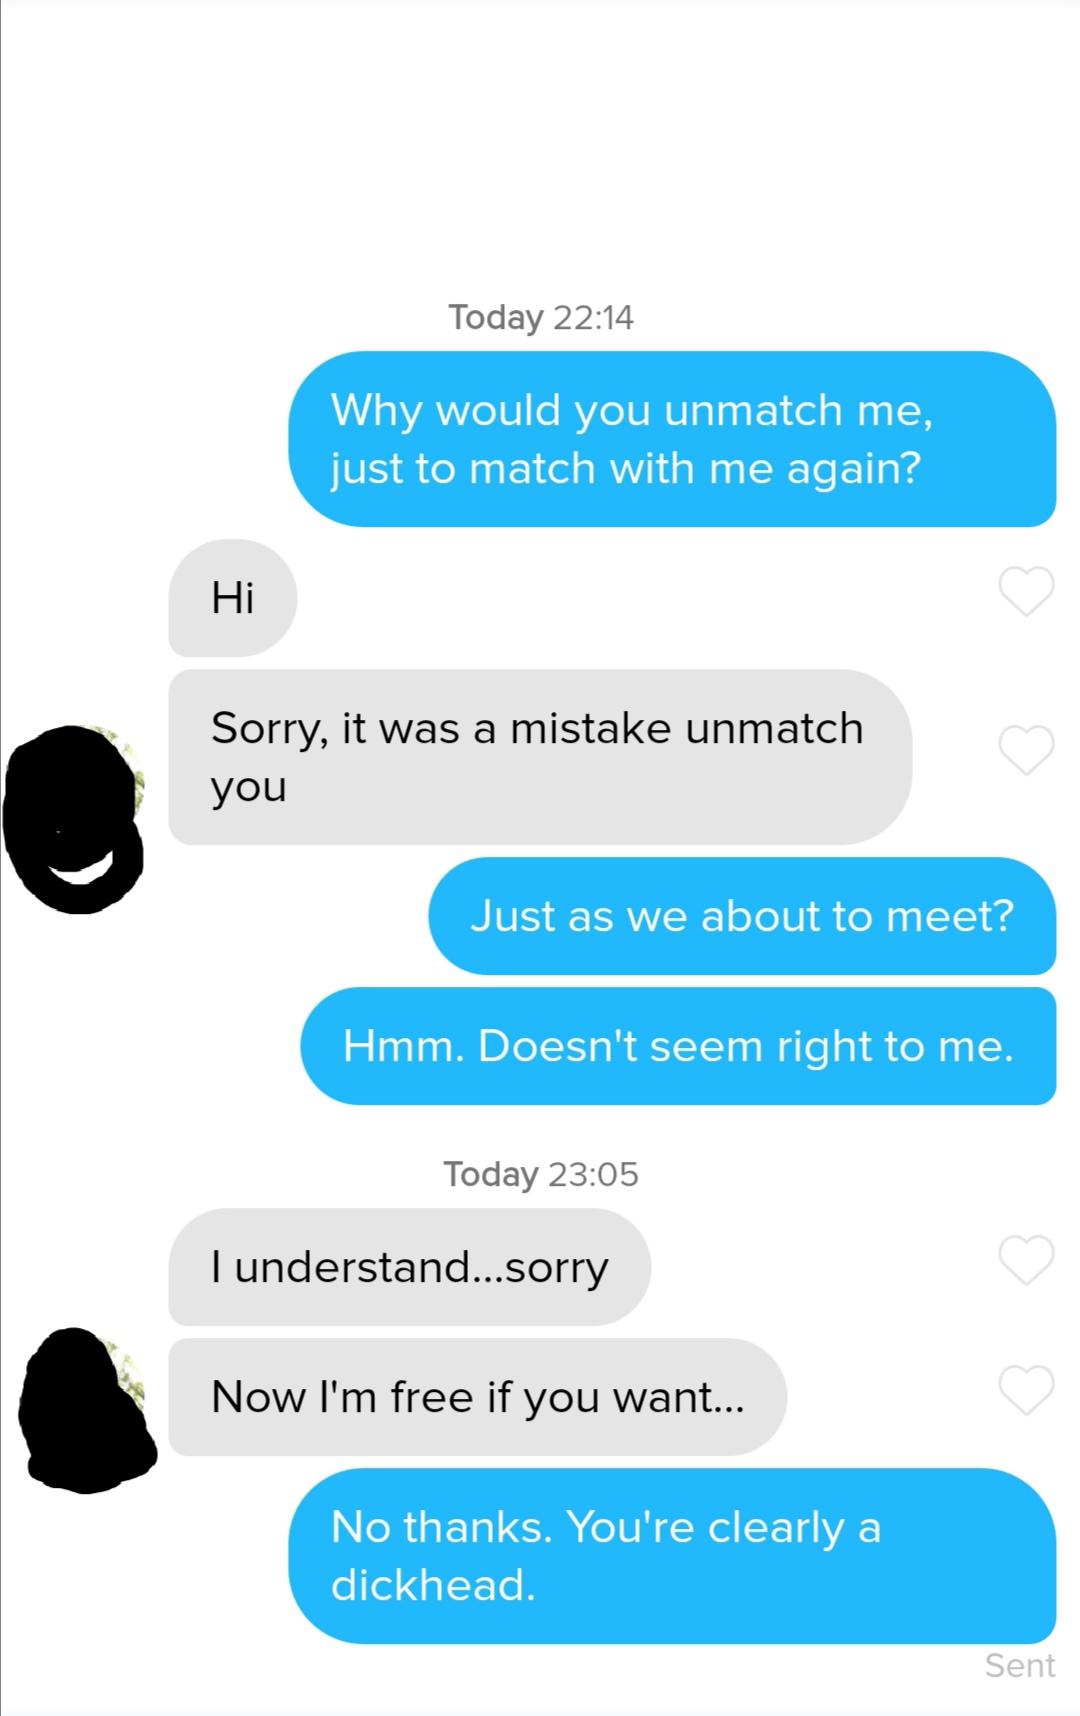 Today 22:14
Why would you unmatch me,
just to match with me again?
Hi
Sorry, it was a mistake unmatch
you
Just as we about to meet?
Hmm. Doesn't seem right to me.
Today 23:05
I understand...sorry
Now I'm free if you want...
No thanks. You're clearly a
dickhead.
Sent